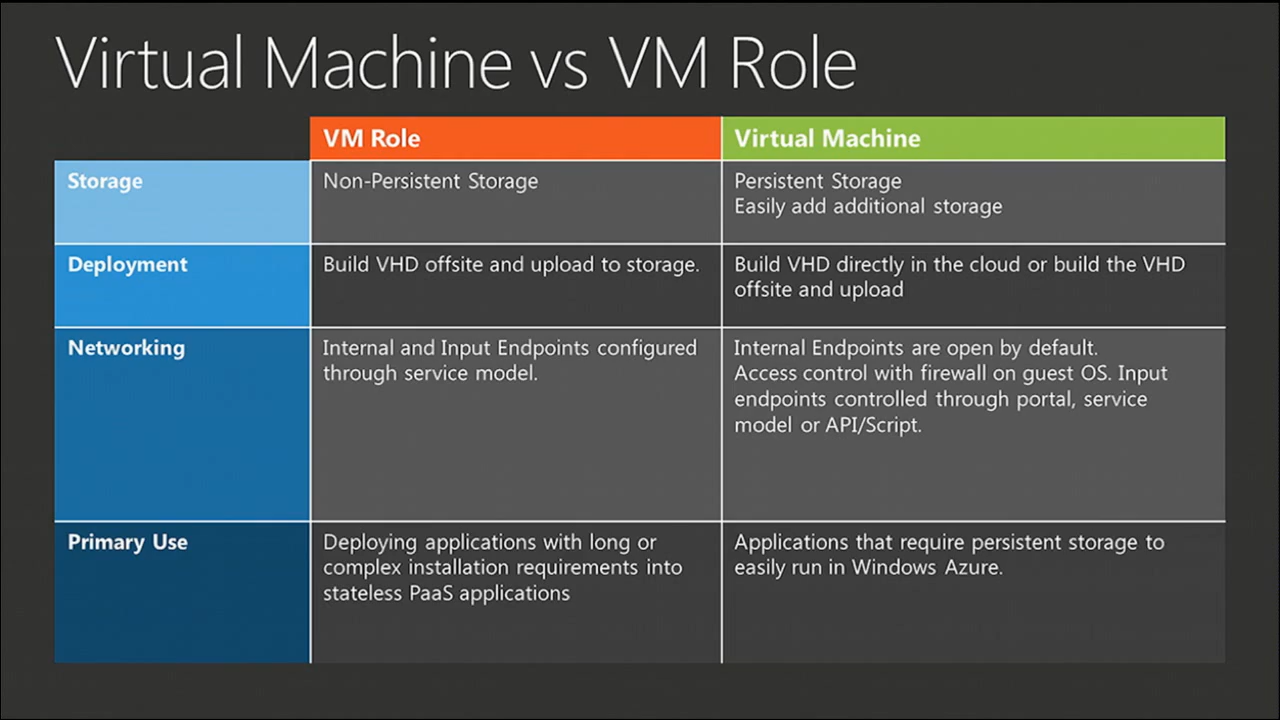 Virtual Machine vs VM Role
VM Role
Virtual Machine
Storage
Non-Persistent Storage
Persistent Storage
Easily add additional storage
Deployment
Build VHD offsite and upload to storage.
Build VHD directly in the cloud or build the VHD
offsite and upload
Networking
Internal and Input Endpoints configured
through service model.
Internal Endpoints are open by default.
Access control with firewall on guest OS. Input
endpoints controlled through portal, service
model or API/Script.
Primary Use
Deploying applications with long or
complex installation requirements into
stateless PaaS applications
Applications that require persistent storage to
easily run in Windows Azure.